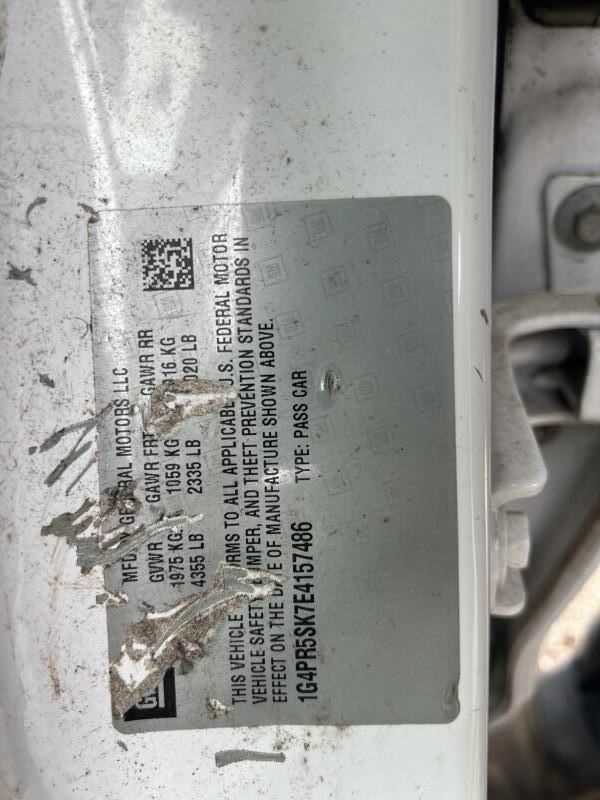 GM
MFD BY GENERAL MOTORS LLC
GVWR GAWR FRT GAWR RR
1975 KG 1059 KG 916 KG
4355 LB 2335 LB 2020 LB
THIS VEHICLE CONFORMS TO ALL APPLICABLE U.S. FEDERAL MOTOR
VEHICLE SAFETY, BUMPER, AND THEFT PREVENTION STANDARDS IN
EFFECT ON THE DATE OF MANUFACTURE SHOWN ABOVE.
1G4PR5SK7E4157486 TYPE: PASS CAR